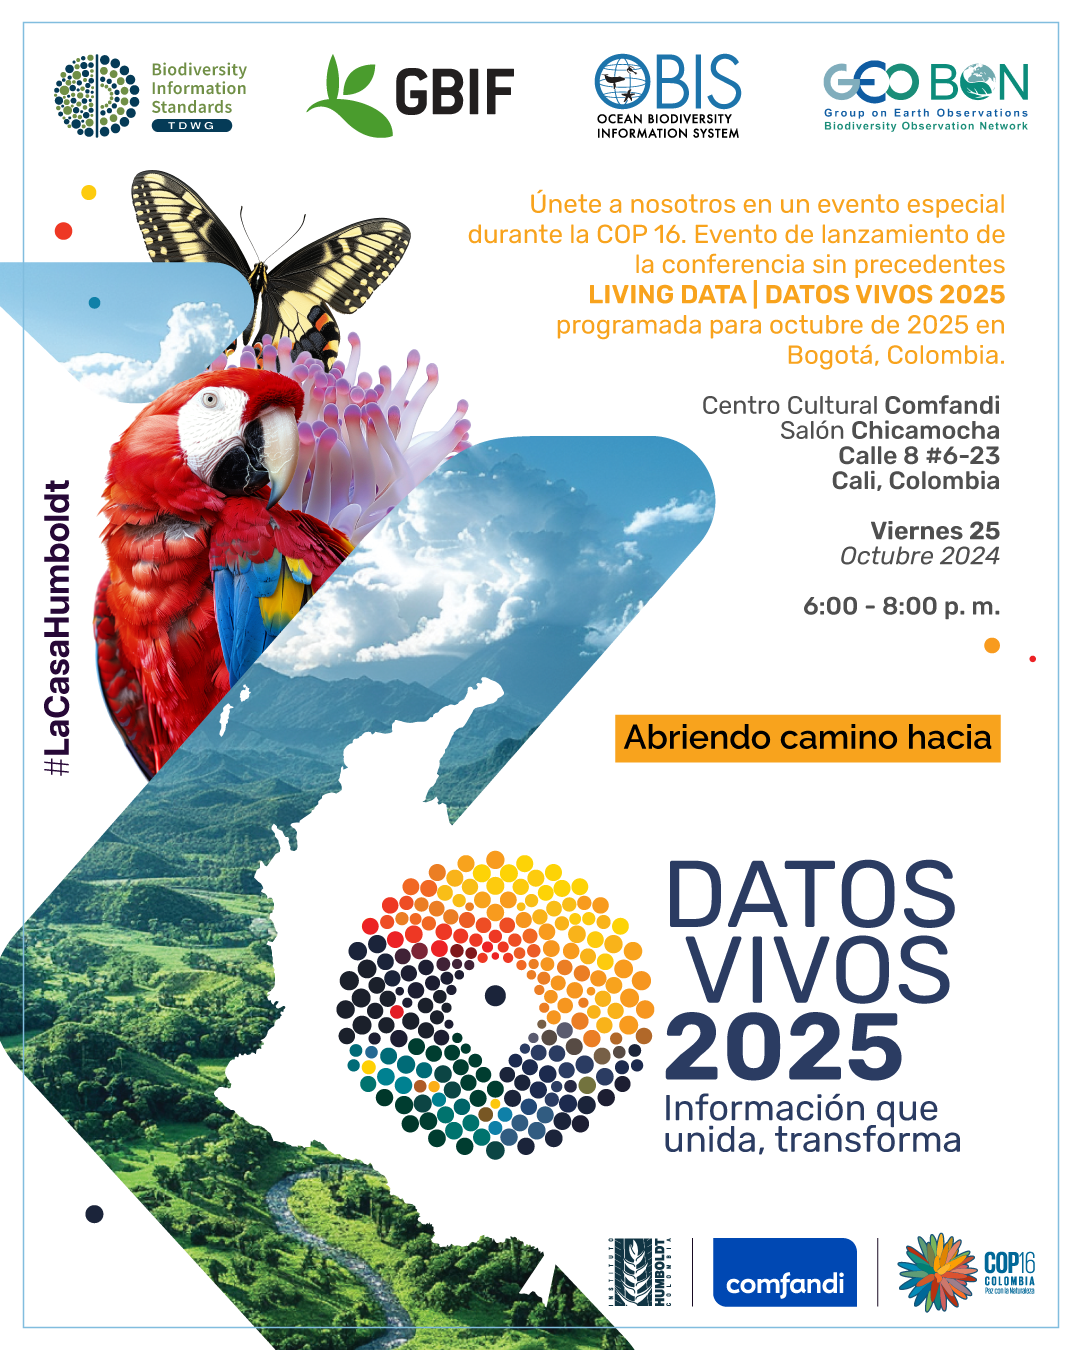 Biodiversity
Information
Standards
TDWG
GBIF
OBIS
OCEAN BIODIVERSITY
INFORMATION SYSTEM
GEO BON
Group on Earth Observations
Biodiversity Observation Network
Únete a nosotros en un evento especial
durante la COP 16. Evento de lanzamiento de
la conferencia sin precedentes
LIVING DATA | DATOS VIVOS 2025
programada para octubre de 2025 en
Bogotá, Colombia.
Centro Cultural Comfandi
Salón Chicamocha
Calle 8 #6-23
Cali, Colombia
Viernes 25
Octubre 2024
6:00 - 8:00 p. m.
#LaCasaHumboldt
Abriendo camino hacia
DATOS
VIVOS
2025
Información que
unida, transforma
INSTITUTO
HUMBOLDT
COLOMBIA
comfandi
COP16
COLOMBIA
Paz con la Naturaleza